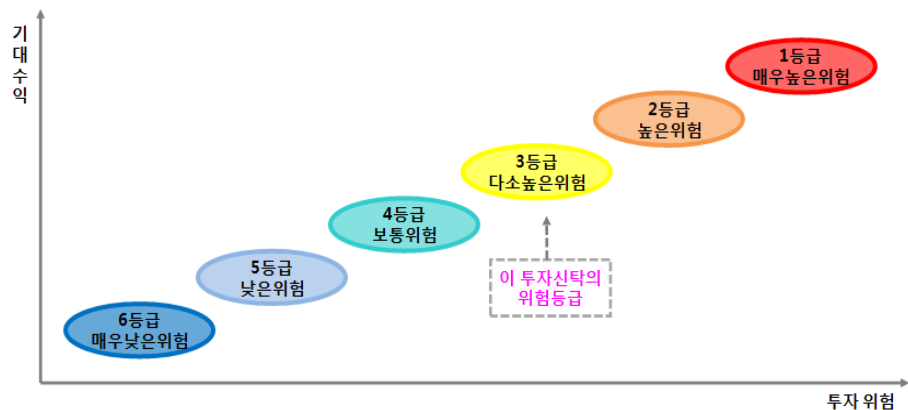 기대수익
1등급
매우높은위험
2등급
높은위험
3등급
다소높은위험
4등급
보통위험
이 투자신탁의
위험등급
5등급
낮은위험
6등급
매우낮은위험
투자 위험